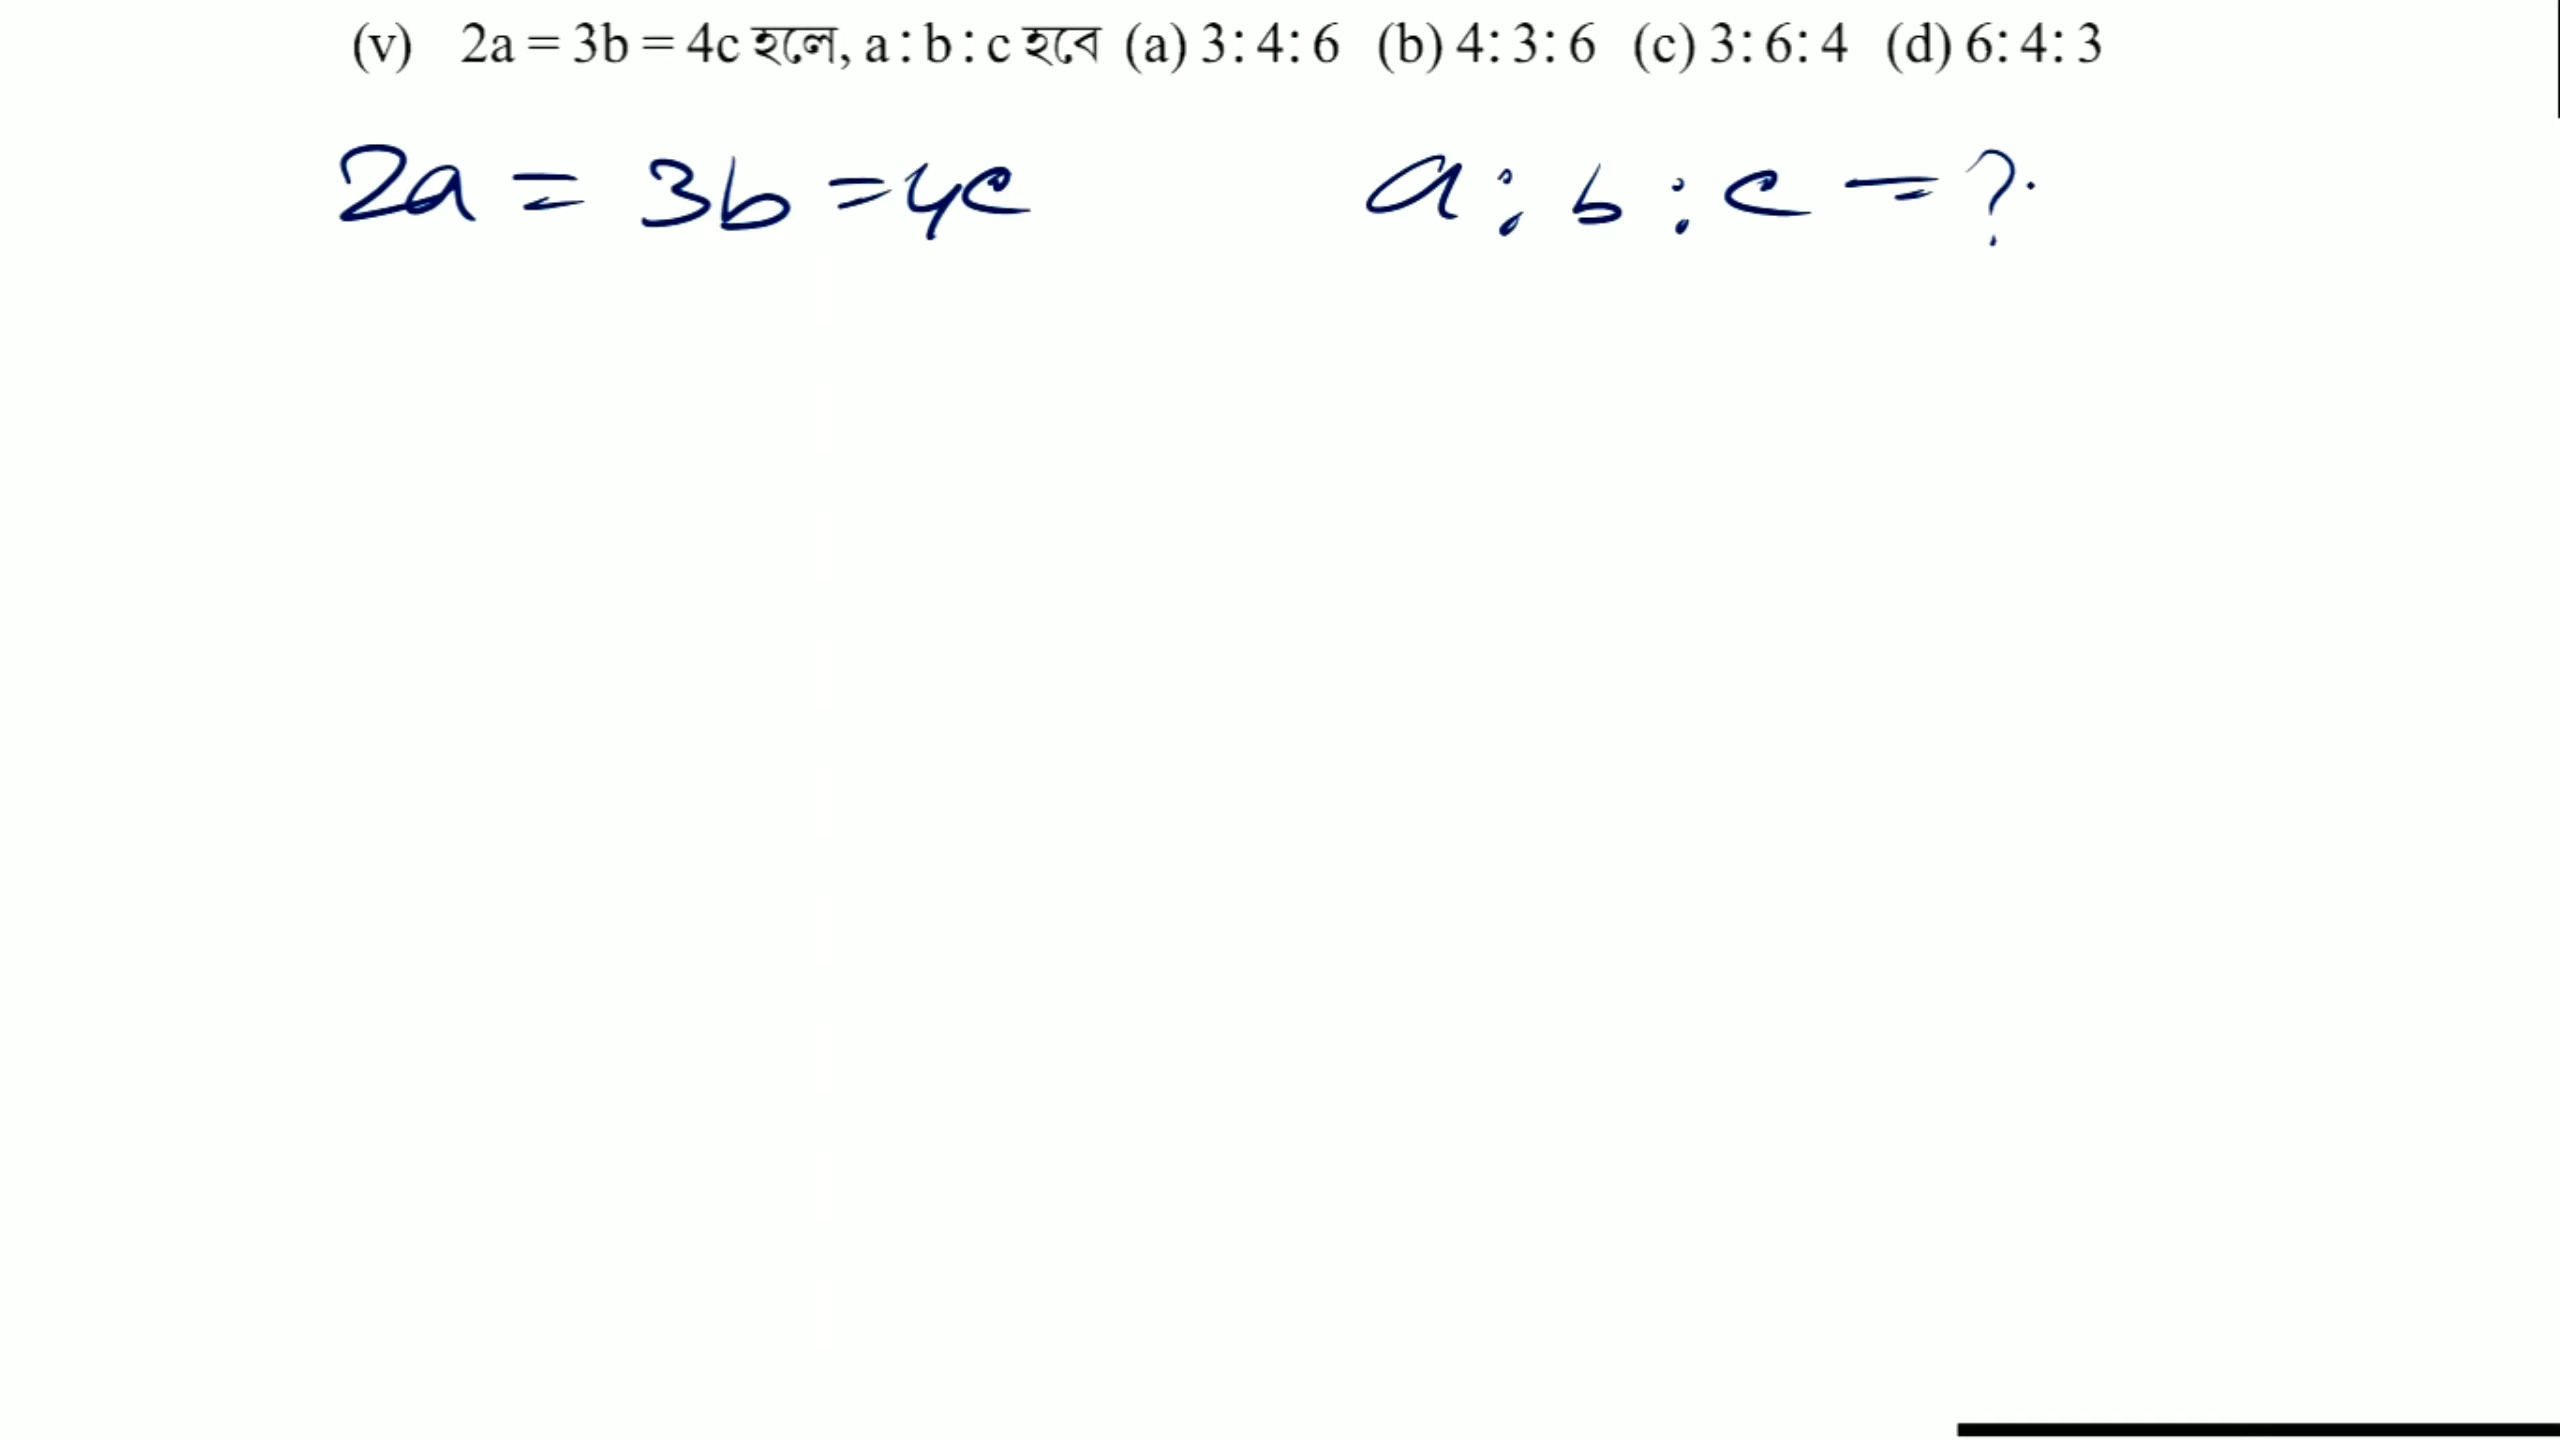 (v) 2a = 3b = 4c হলে, a : b : c হবে (a) 3 : 4 : 6 (b) 4 : 3 : 6 (c) 3 : 6 : 4 (d) 6 : 4 : 3
2a = 3b = 4c a : b : c = ?